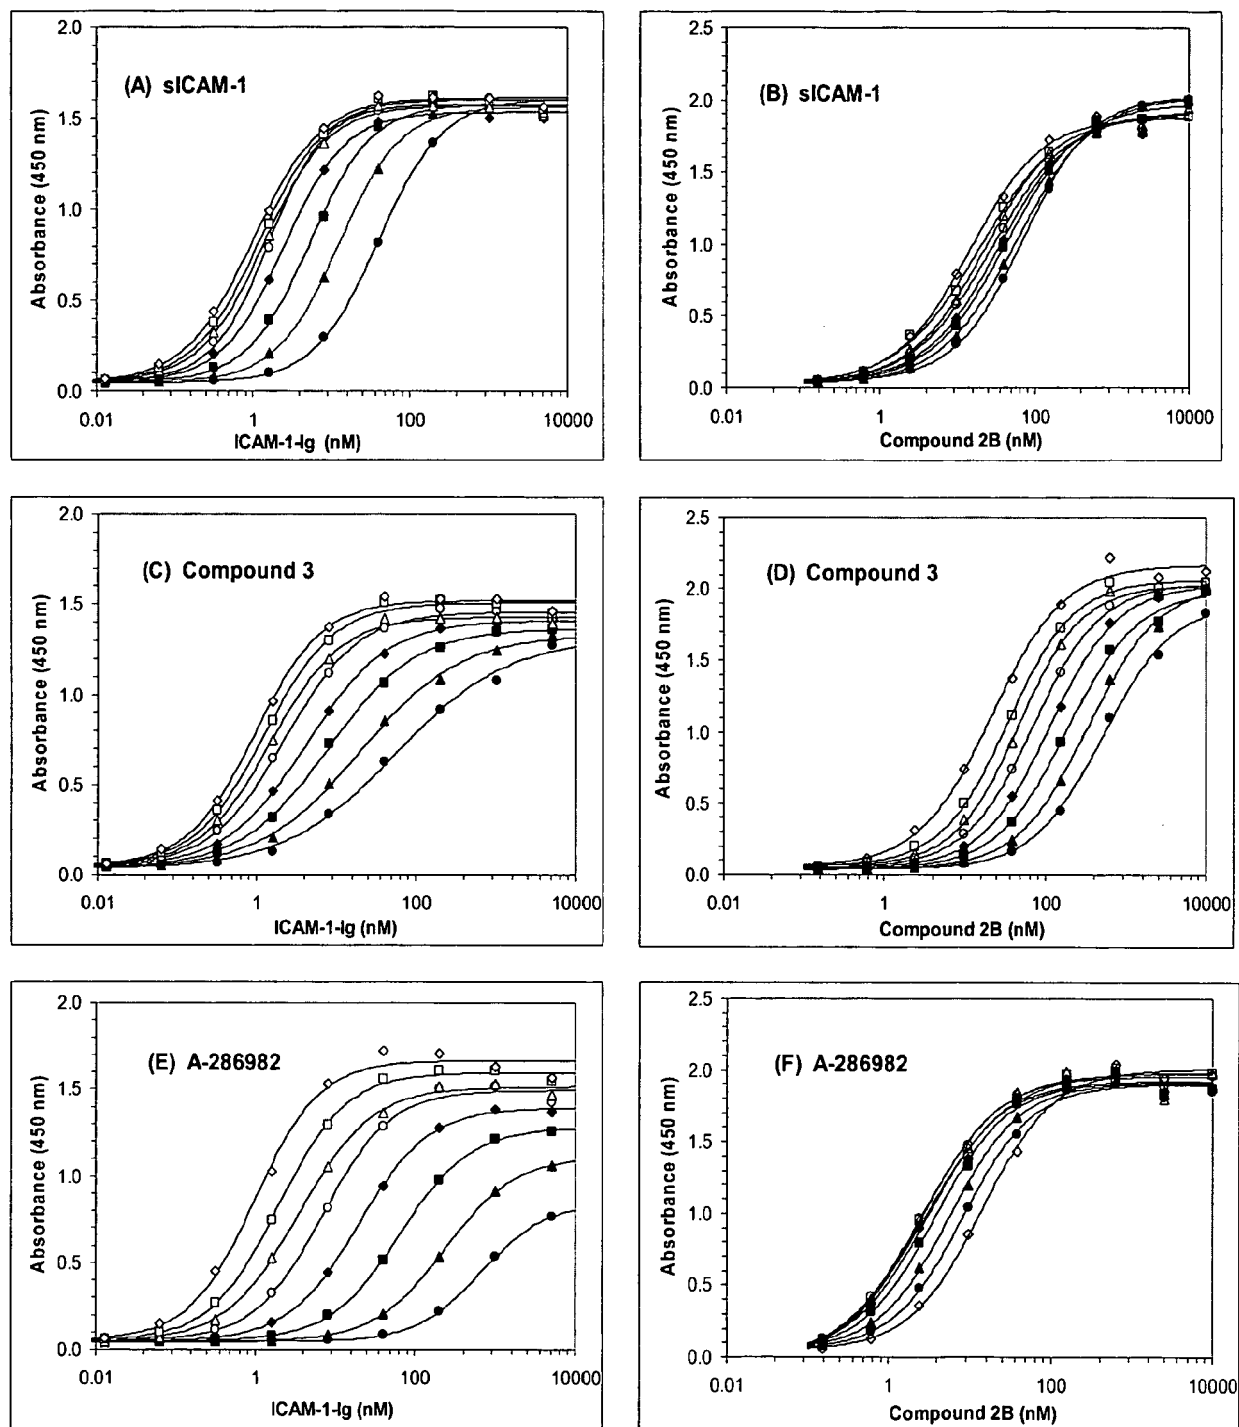 2.0
(A) sICAM-1
1.5
1.0
0.5
0.0
Absorbance (450 nm)
0.01 1 100 10000
ICAM-1-Ig (nM)
2.5
(B) sICAM-1
2.0
1.5
1.0
0.5
0.0
Absorbance (450 nm)
0.01 1 100 10000
Compound 2B (nM)
2.0
(C) Compound 3
1.5
1.0
0.5
0.0
Absorbance (450 nm)
0.01 1 100 10000
ICAM-1-Ig (nM)
2.5
(D) Compound 3
2.0
1.5
1.0
0.5
0.0
Absorbance (450 nm)
0.01 1 100 10000
Compound 2B (nM)
2.0
(E) A-286982
1.5
1.0
0.5
0.0
Absorbance (450 nm)
0.01 1 100 10000
ICAM-1-Ig (nM)
2.5
(F) A-286982
2.0
1.5
1.0
0.5
0.0
Absorbance (450 nm)
0.01 1 100 10000
Compound 2B (nM)